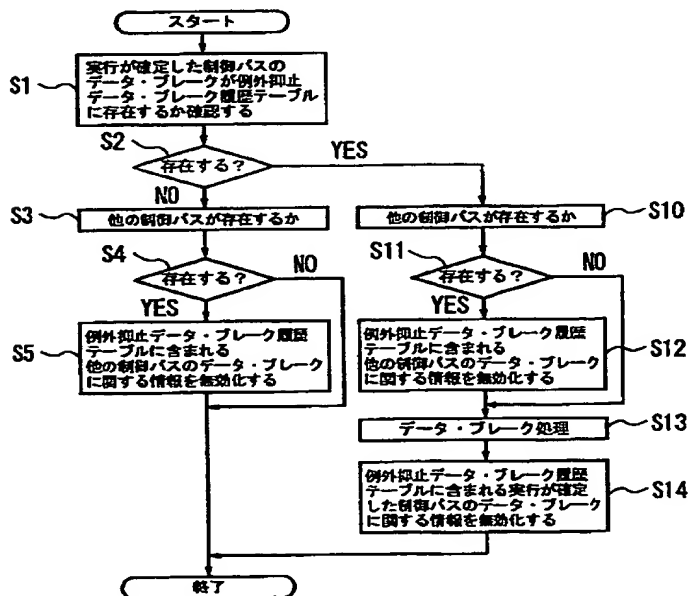 スタート
S1
実行が確定した制御パスの
データ・ブレークが例外抑止
データ・ブレーク履歴テーブル
に存在するか確認する
S2
存在する?
YES
NO
S3
他の制御パスが存在するか
S4
存在する?
NO
YES
S5
例外抑止データ・ブレーク履歴
テーブルに含まれる
他の制御パスのデータ・ブレーク
に関する情報を無効化する
他の制御パスが存在するか
S10
S11
存在する?
NO
YES
例外抑止データ・ブレーク履歴
テーブルに含まれる
他の制御パスのデータ・ブレーク
に関する情報を無効化する
S12
データ・ブレーク処理
S13
例外抑止データ・ブレーク履歴
テーブルに含まれる実行が確定
した制御パスのデータ・ブレーク
に関する情報を無効化する
S14
終了